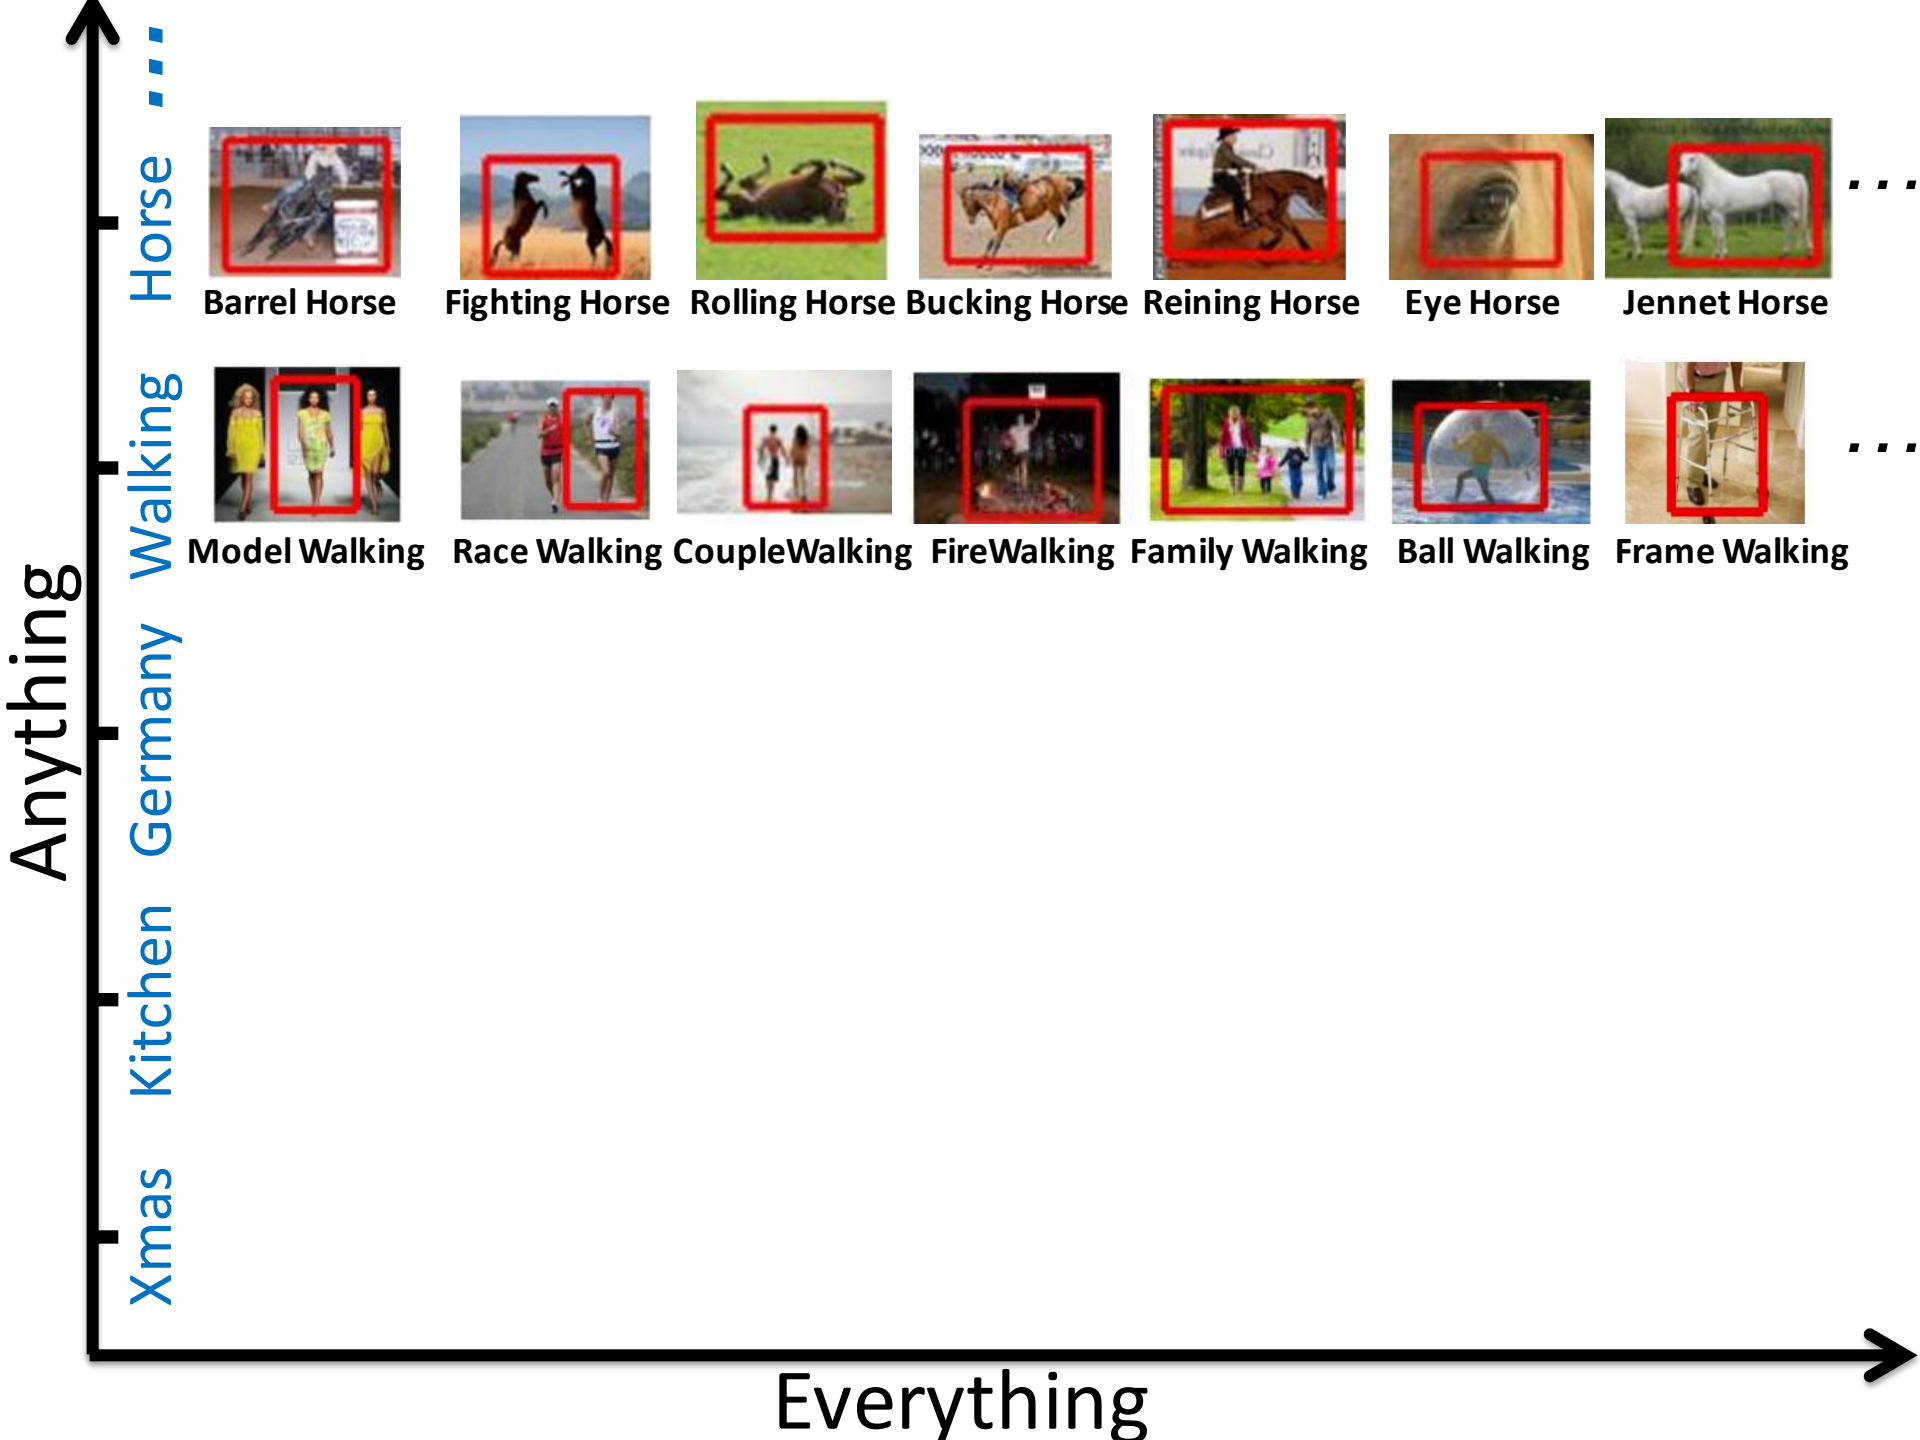 ...
Horse
Barrel Horse
Fighting Horse
Rolling Horse
Bucking Horse
Reining Horse
Eye Horse
Jennet Horse
...
Walking
Model Walking
Race Walking
CoupleWalking
FireWalking
Family Walking
Ball Walking
Frame Walking
...
Anything
Germany
Kitchen
Xmas
Everything